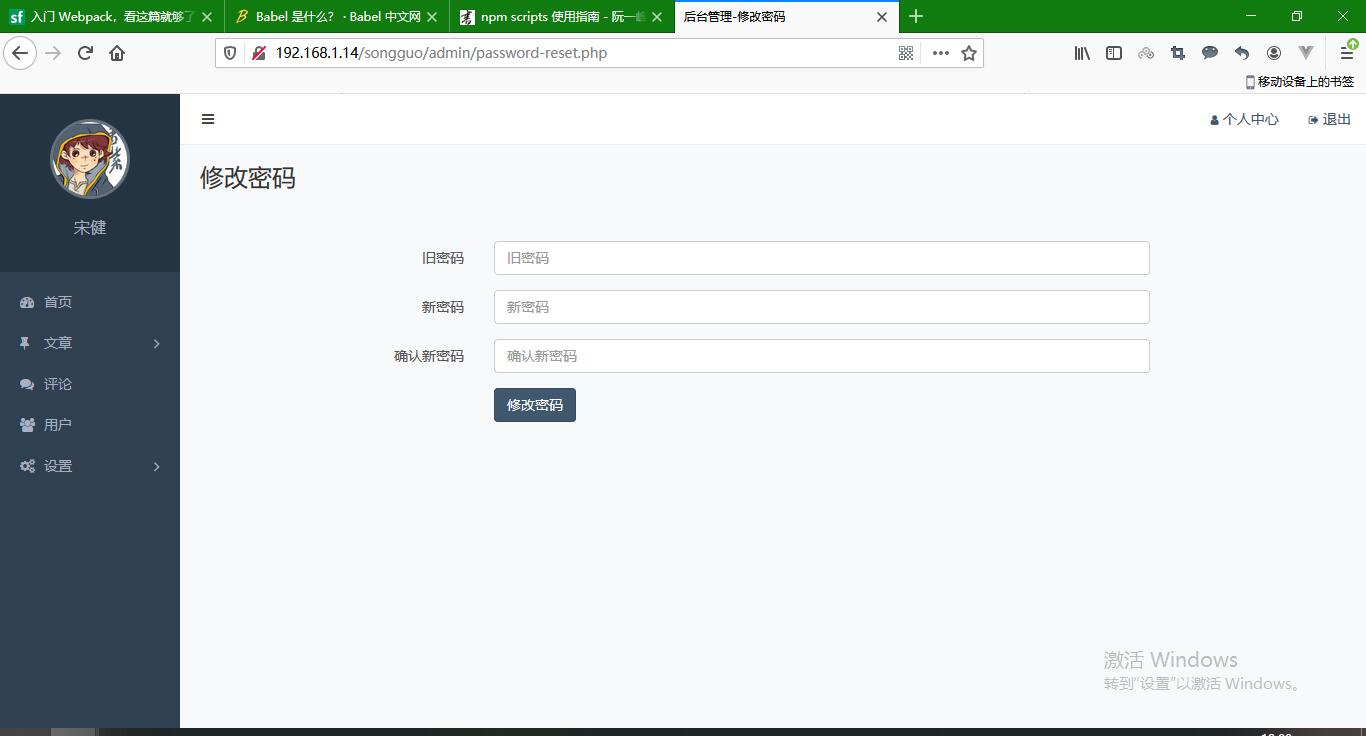 sf 入门 Webpack，看这篇就够了
Babel 是什么？ · Babel 中文网
npm scripts 使用指南 - 阮一峰
后台管理-修改密码
192.168.1.14/songguo/admin/password-reset.php
移动设备上的书签
个人中心
退出
宋健
首页
文章
评论
用户
设置
修改密码
旧密码
旧密码
新密码
新密码
确认新密码
确认新密码
修改密码
激活 Windows
转到"设置"以激活 Windows。